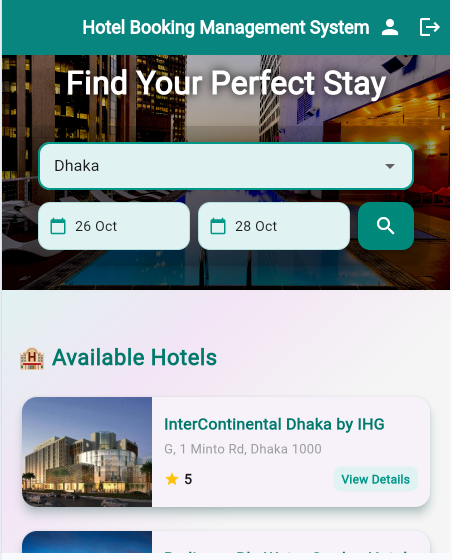 Hotel Booking Management System
Find Your Perfect Stay
Dhaka
26 Oct
28 Oct
Available Hotels
InterContinental Dhaka by IHG
G, 1 Minto Rd, Dhaka 1000
5
View Details